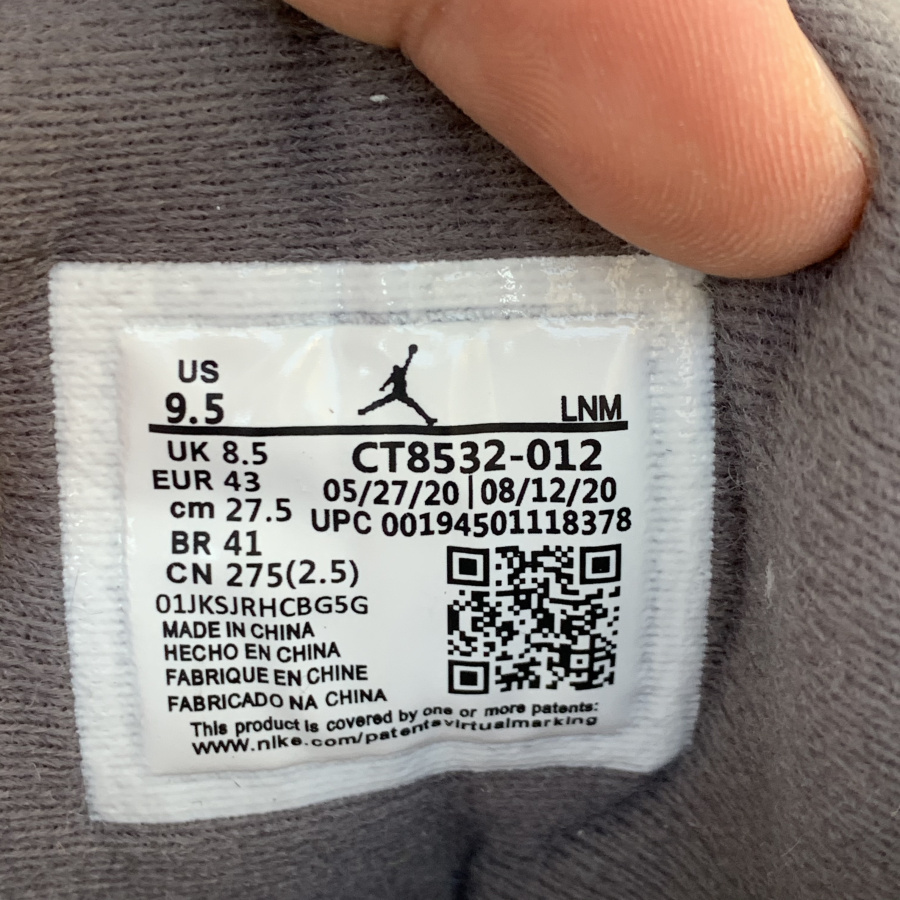 US
9.5
LNM
UK 8.5
EUR 43
cm 27.5
BR 41
CN 275(2.5)
CT8532-012
05/27/20|08/12/20
UPC 00194501118378
01JKSJRHCBG5G
MADE IN CHINA
HECHO EN CHINA
FABRIQUE EN CHINE
FABRICADO NA CHINA
This product is covered by one or more patents:
www.nike.com/patentavirtualmarking